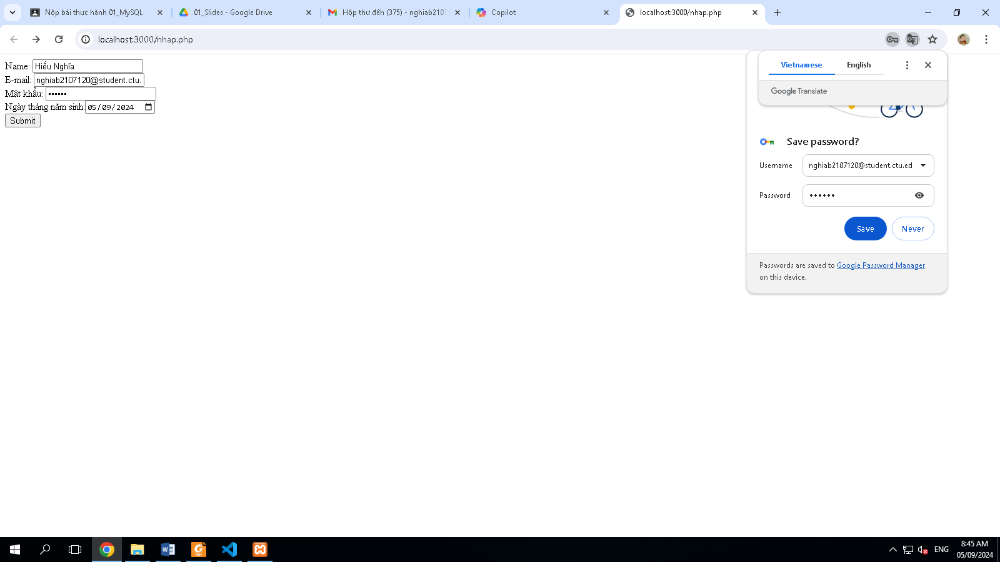 Nộp bài thực hành 01_MySQL
01_Slides - Google Drive
Hộp thư đến (375) - nghiab2107
Copilot
localhost:3000/nhap.php
localhost:3000/nhap.php
Name: Hiếu Nghĩa
E-mail: nghiab2107120@student.ctu.
Mật khẩu: ••••••
Ngày tháng năm sinh: 05/09/2024
Submit
Vietnamese English
Google Translate
Save password?
Username nghiab2107120@student.ctu.ed
Password ••••••
Save Never
Passwords are saved to Google Password Manager
on this device.
ENG
8:45 AM
05/09/2024